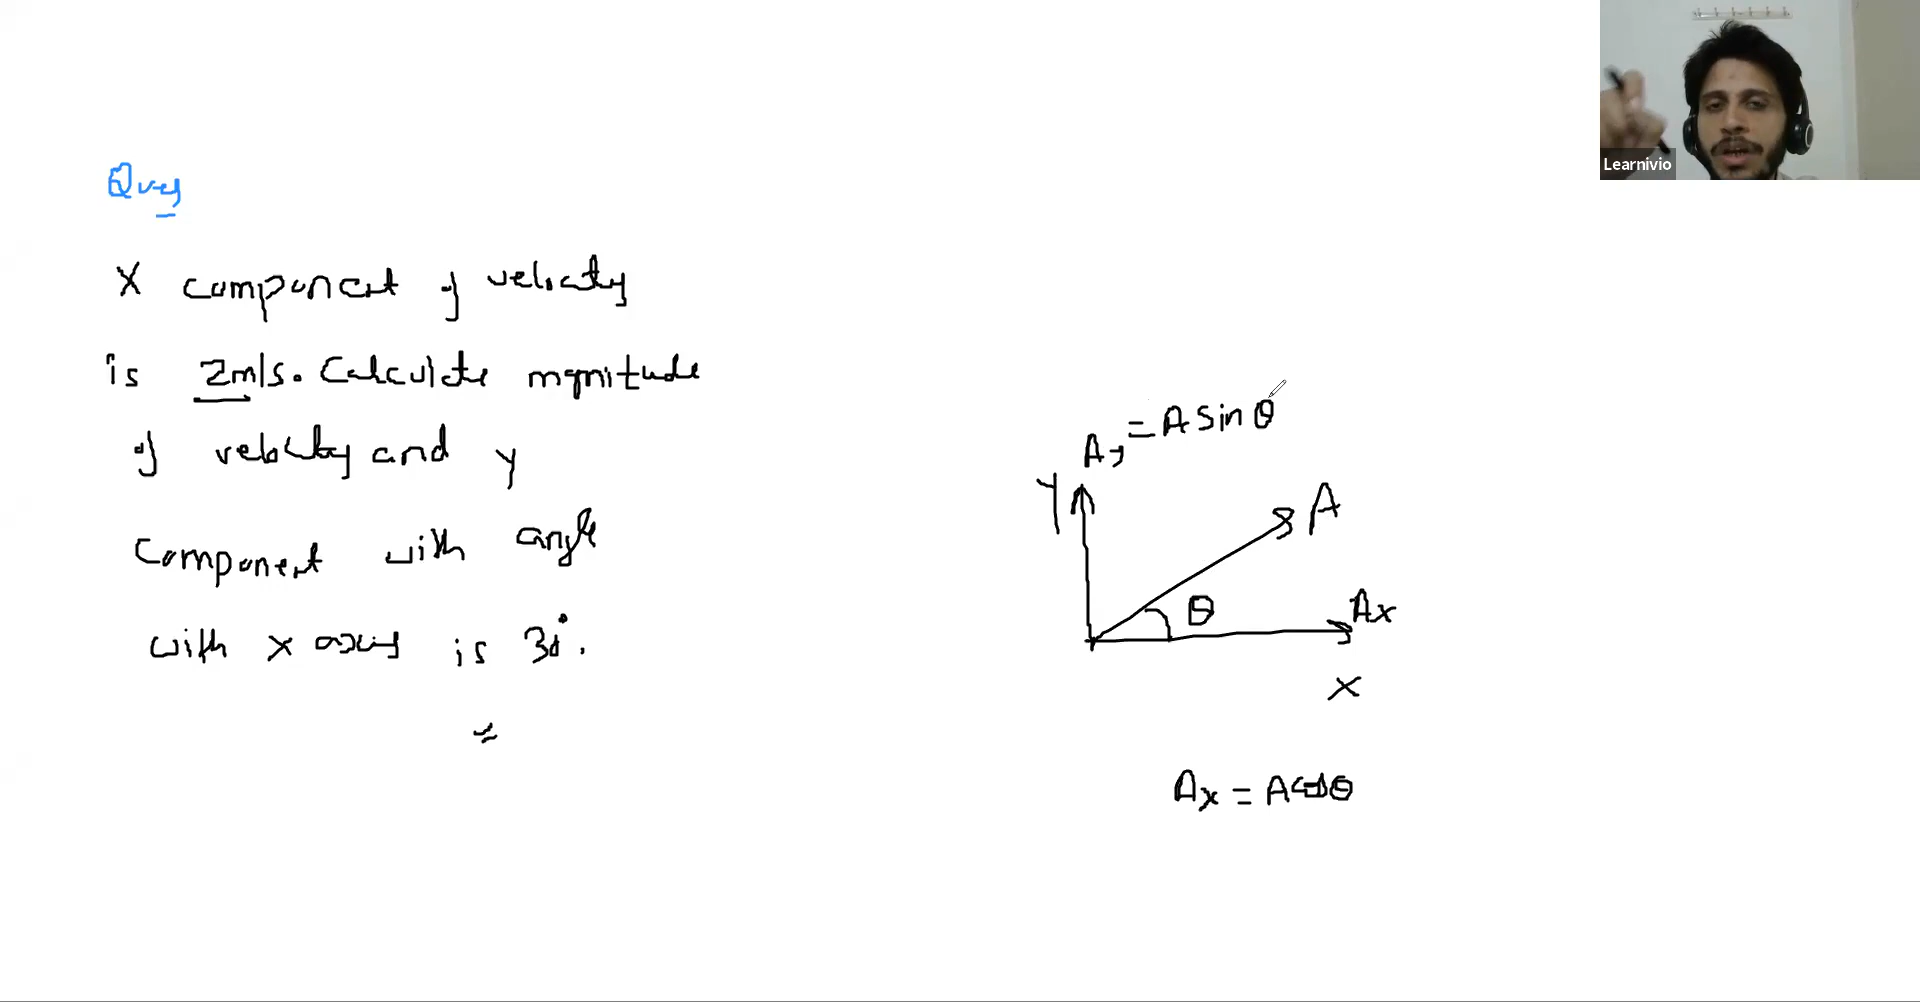 Ques
X component of velocity
is 2m/s. Calculate magnitude
of velocity and y
component with angle
with x axis is 30°.
Ay = A Sin θ
Y
A
θ
Ax
X
Ax = A cos θ
Learnivio